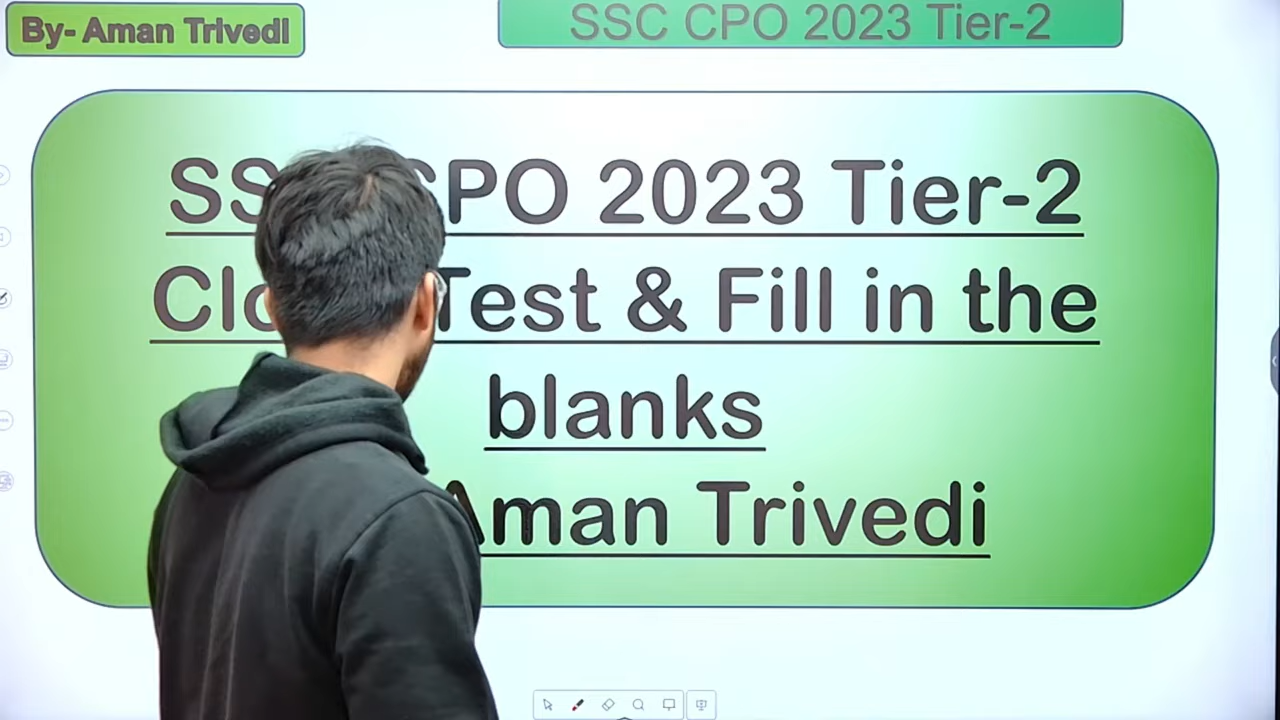 By- Aman Trivedi
SSC CPO 2023 Tier-2
CPO 2023 Tier-2
Test & Fill in the
blanks
Aman Trivedi